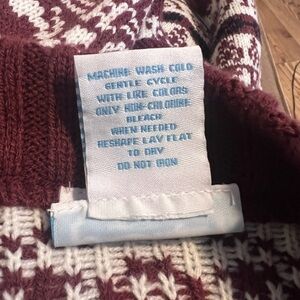 MACHINE WASH COLD
GENTLE CYCLE
WITH LIKE COLORS
ONLY NON-CHLORINE
BLEACH
WHEN NEEDED
RESHAPE LAY FLAT
TO DRY
DO NOT IRON